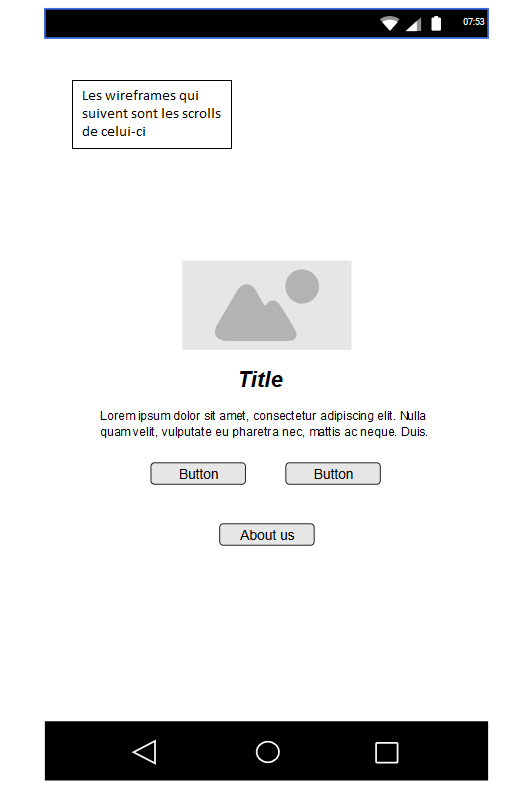 07:53
Les wireframes qui
suivent sont les scrolls
de celui-ci
Title
Lorem ipsum dolor sit amet, consectetur adipiscing elit. Nulla
quam velit, vulputate eu pharetra nec, mattis ac neque. Duis.
Button Button
About us